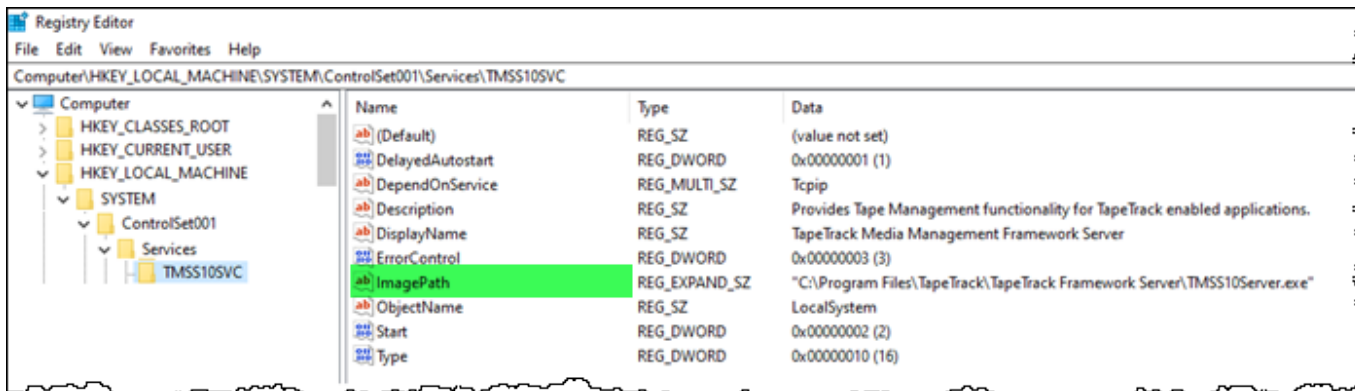 Registry Editor
File Edit View Favorites Help
Computer\HKEY_LOCAL_MACHINE\SYSTEM\ControlSet001\Services\TMSS10SVC
Computer
HKEY_CLASSES_ROOT
HKEY_CURRENT_USER
HKEY_LOCAL_MACHINE
SYSTEM
ControlSet001
Services
TMSS10SVC
Name Type Data
(Default) REG_SZ (value not set)
DelayedAutostart REG_DWORD 0x00000001 (1)
DependOnService REG_MULTI_SZ Tcpip
Description REG_SZ Provides Tape Management functionality for TapeTrack enabled applications.
DisplayName REG_SZ TapeTrack Media Management Framework Server
ErrorControl REG_DWORD 0x00000003 (3)
ImagePath REG_EXPAND_SZ "C:\Program Files\TapeTrack\TapeTrack Framework Server\TMSS10Server.exe"
ObjectName REG_SZ LocalSystem
Start REG_DWORD 0x00000002 (2)
Type REG_DWORD 0x00000010 (16)